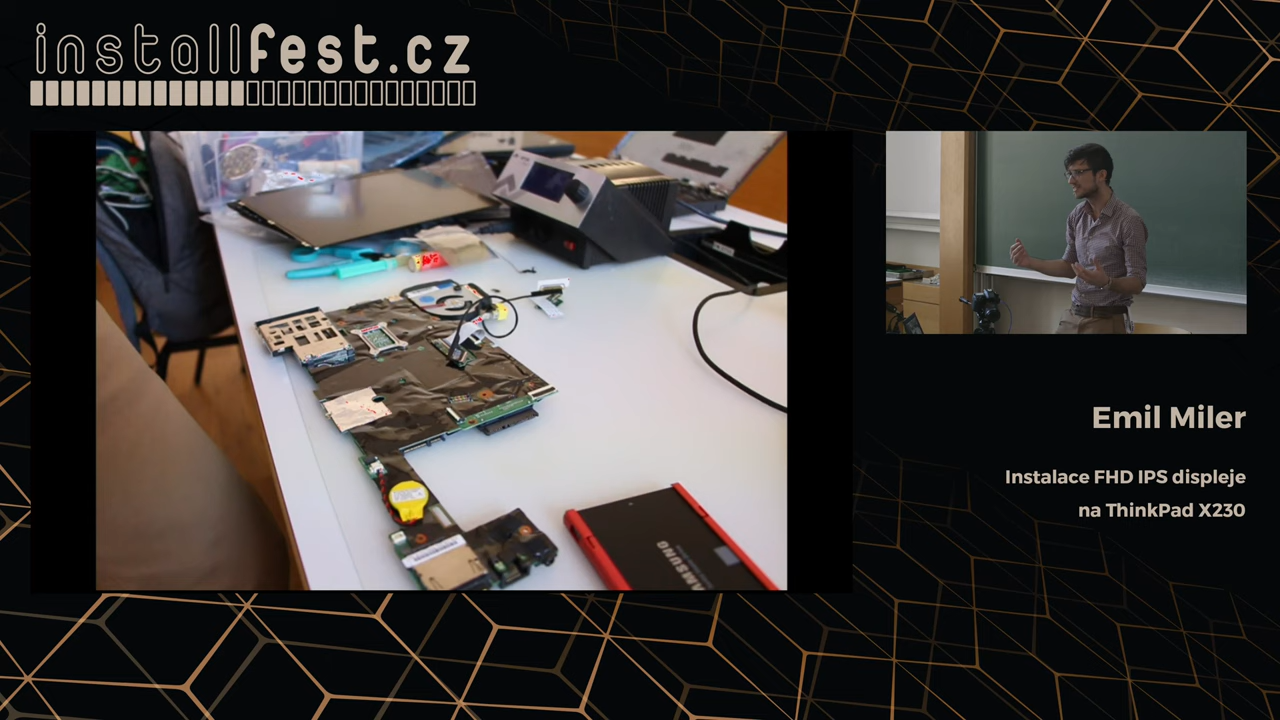 installfest.cz
SAMSUNG
Emil Miler
Instalace FHD IPS displeje
na ThinkPad X230